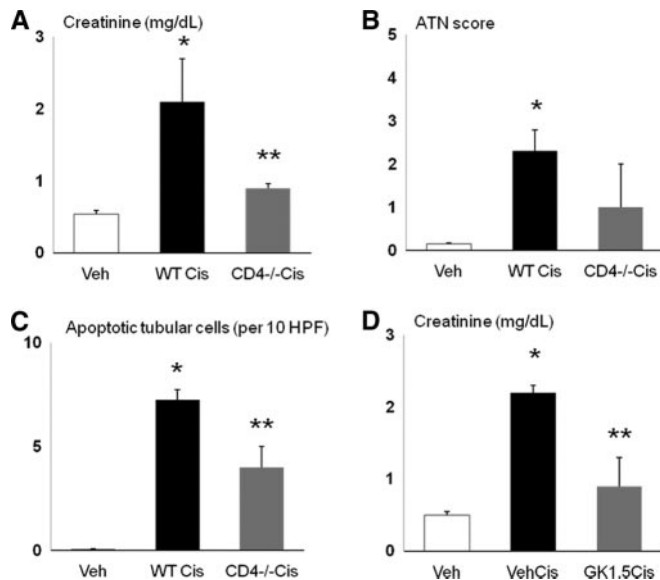 A
Creatinine (mg/dL)
3
*
2
**
1
0
Veh WT Cis CD4-/-Cis
B
ATN score
5
4
*
3
2
1
0
Veh WT Cis CD4-/-Cis
C
Apoptotic tubular cells (per 10 HPF)
10
*
**
5
0
Veh WT Cis CD4-/-Cis
D
Creatinine (mg/dL)
3
*
2
**
1
0
Veh VehCis GK1.5Cis